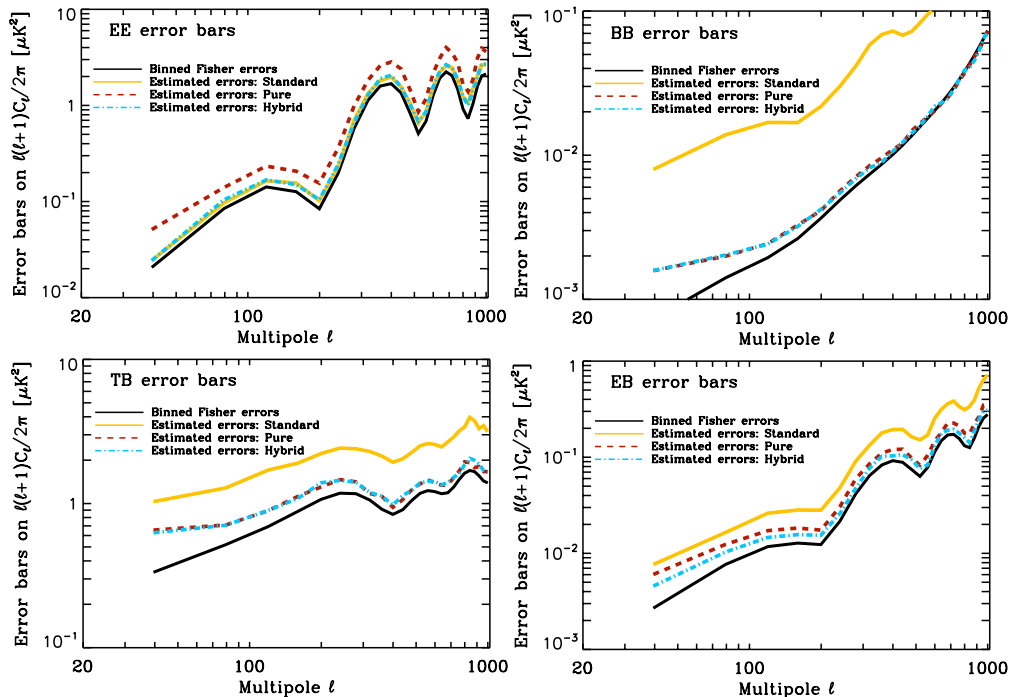 EE error bars
Binned Fisher errors
Estimated errors: Standard
Estimated errors: Pure
Estimated errors: Hybrid
Error bars on ℓ(ℓ+1)Cℓ/2π [μK²]
10
1
10⁻¹
10⁻²
20
100
1000
Multipole ℓ
BB error bars
Binned Fisher errors
Estimated errors: Standard
Estimated errors: Pure
Estimated errors: Hybrid
Error bars on ℓ(ℓ+1)Cℓ/2π [μK²]
10⁻¹
10⁻²
10⁻³
20
100
1000
Multipole ℓ
TB error bars
Binned Fisher errors
Estimated errors: Standard
Estimated errors: Pure
Estimated errors: Hybrid
Error bars on ℓ(ℓ+1)Cℓ/2π [μK²]
10
1
10⁻¹
20
100
1000
Multipole ℓ
EB error bars
Binned Fisher errors
Estimated errors: Standard
Estimated errors: Pure
Estimated errors: Hybrid
Error bars on ℓ(ℓ+1)Cℓ/2π [μK²]
1
10⁻¹
10⁻²
10⁻³
20
100
1000
Multipole ℓ